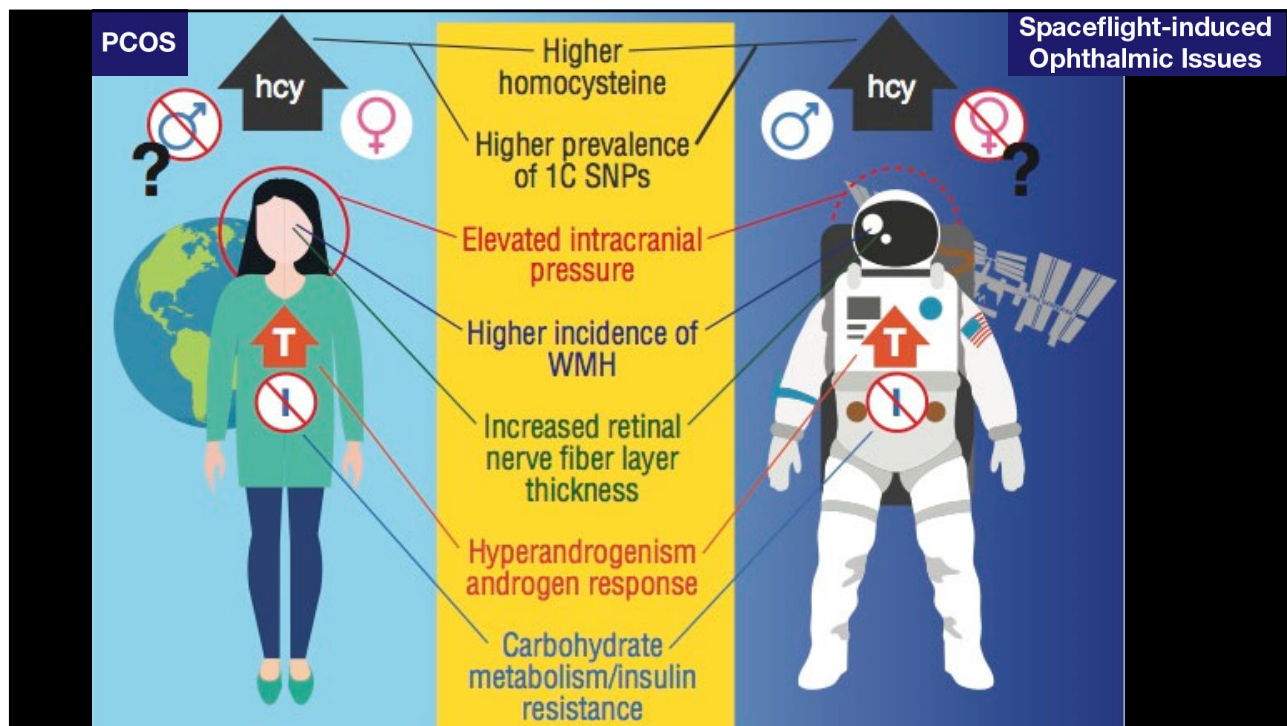 PCOS
Spaceflight-induced
Ophthalmic Issues
hcy
hcy
Higher
homocysteine
Higher prevalence
of 1C SNPs
?
?
Elevated intracranial
pressure
Higher incidence of
WMH
T
T
I
I
Increased retinal
nerve fiber layer
thickness
Hyperandrogenism
androgen response
Carbohydrate
metabolism/insulin
resistance